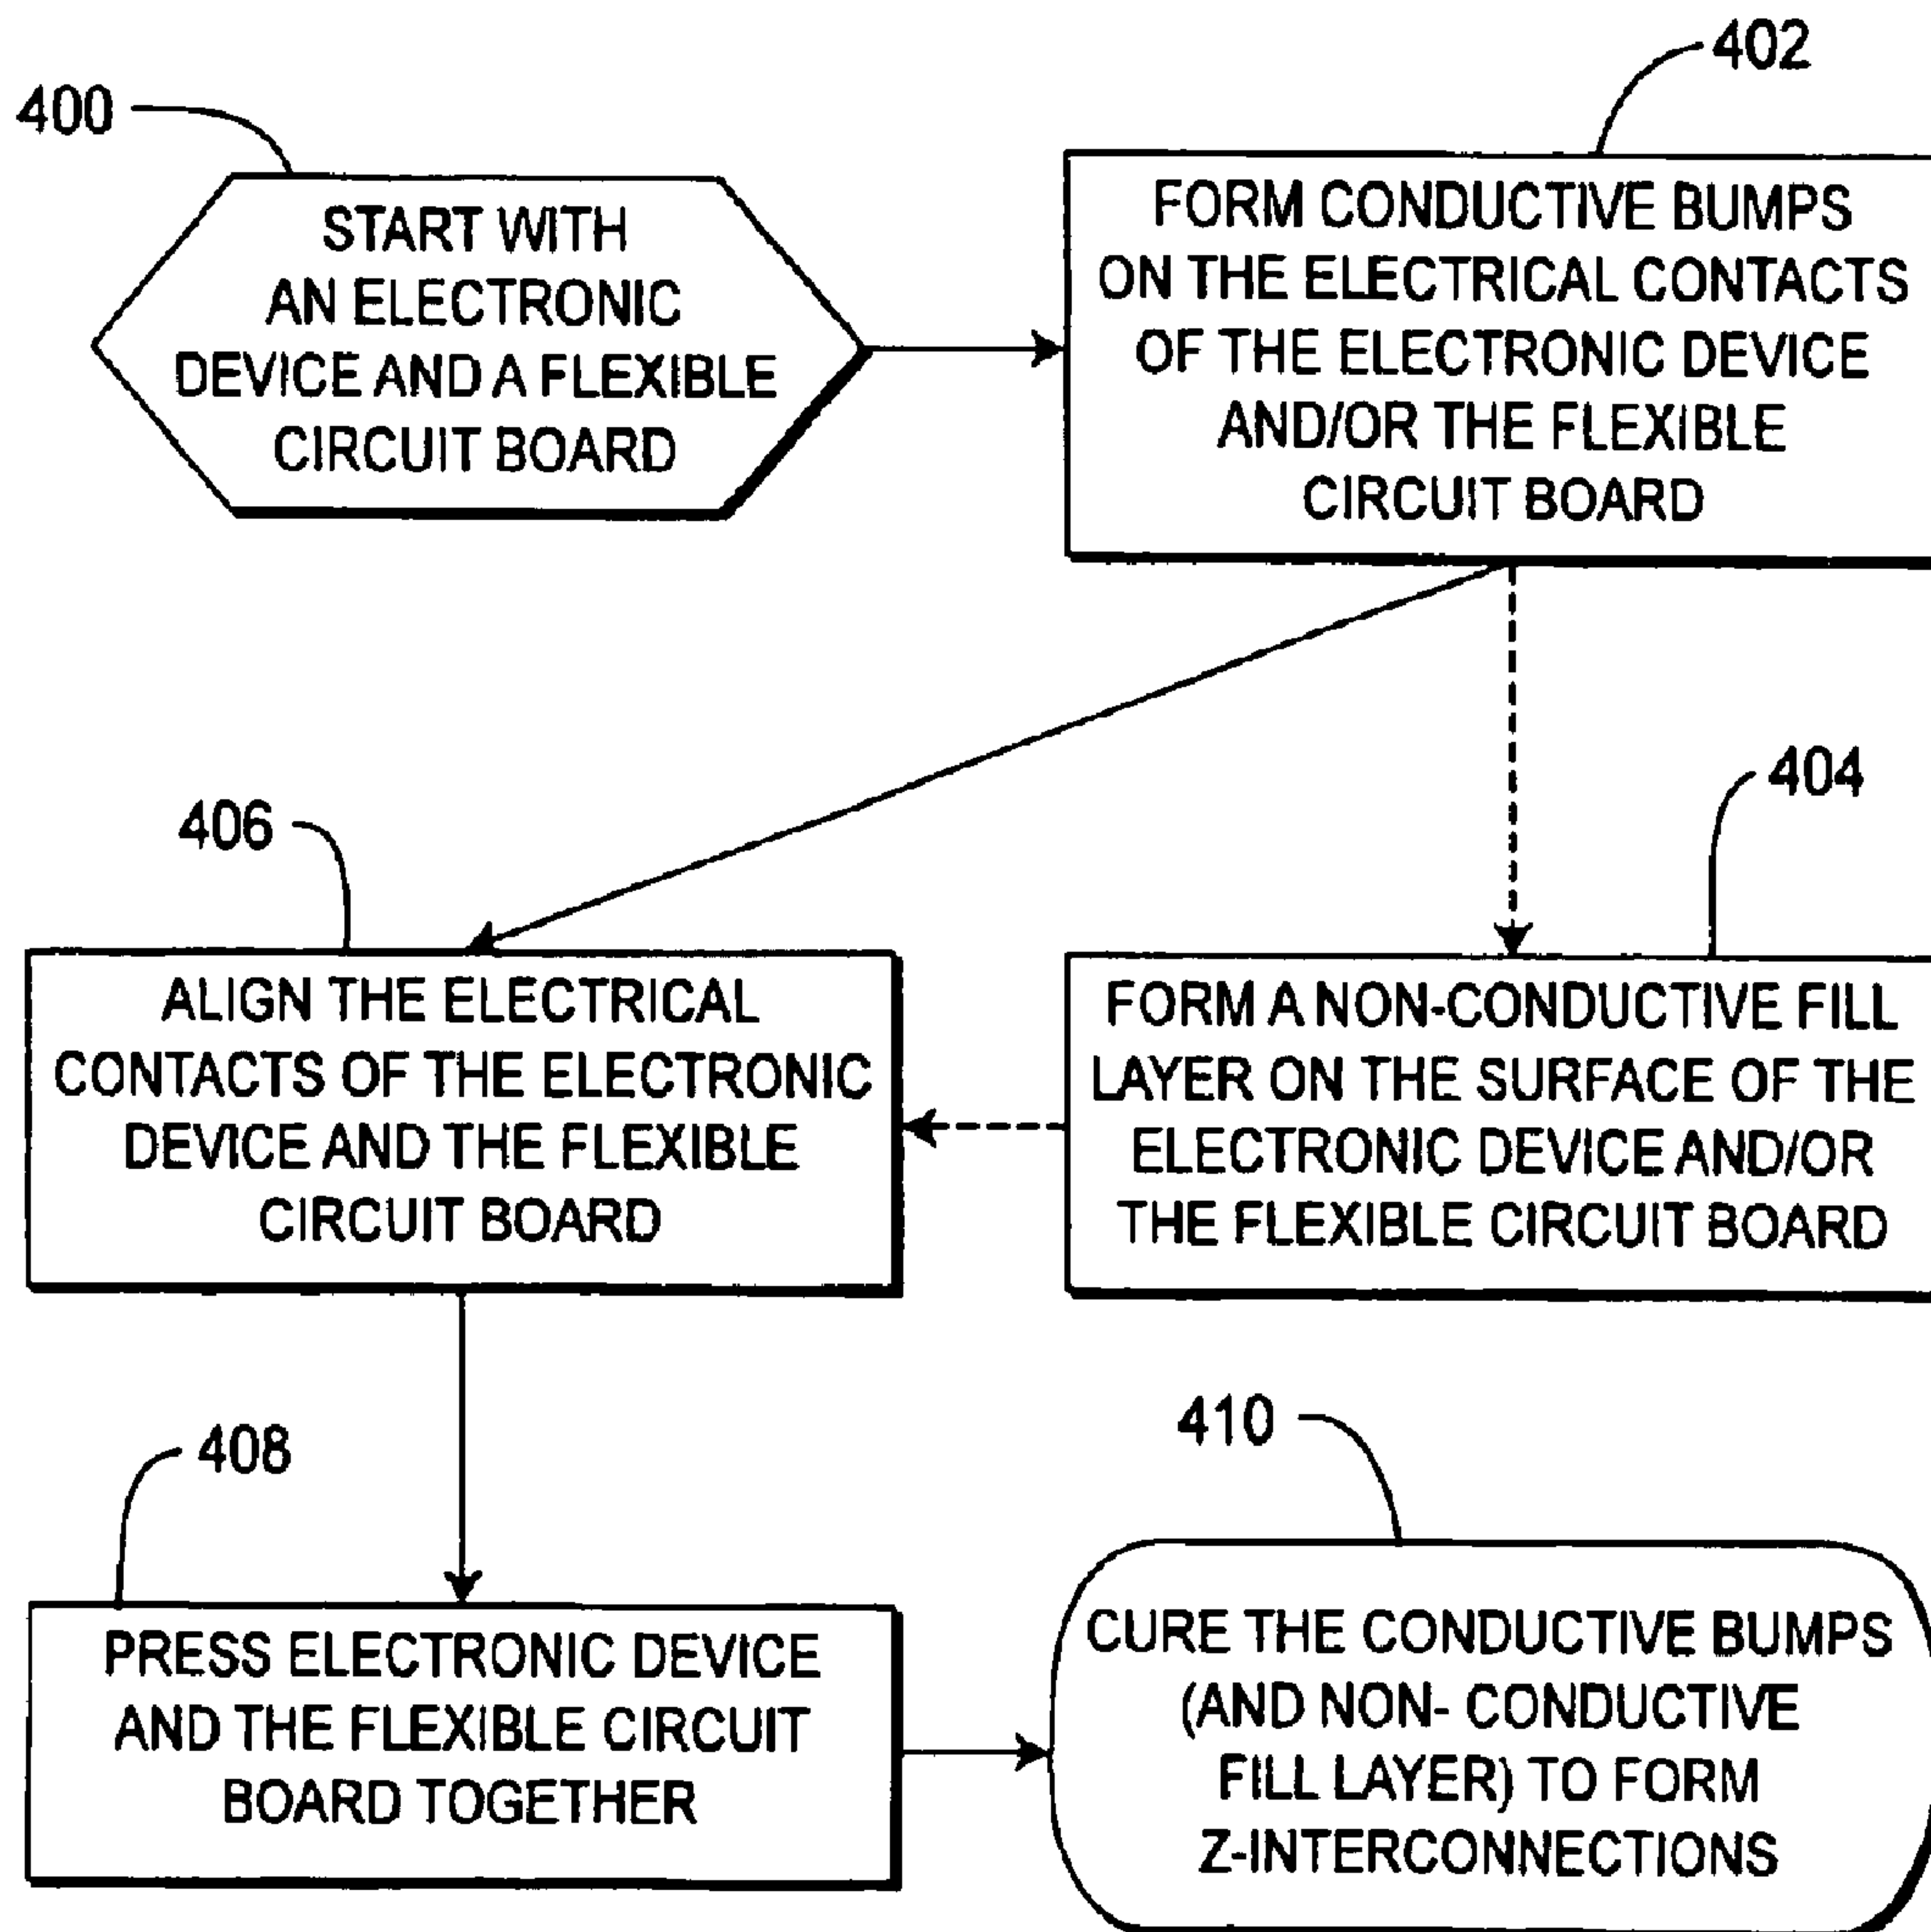 400
START WITH
AN ELECTRONIC
DEVICE AND A FLEXIBLE
CIRCUIT BOARD
402
FORM CONDUCTIVE BUMPS
ON THE ELECTRICAL CONTACTS
OF THE ELECTRONIC DEVICE
AND/OR THE FLEXIBLE
CIRCUIT BOARD
404
FORM A NON-CONDUCTIVE FILL
LAYER ON THE SURFACE OF THE
ELECTRONIC DEVICE AND/OR
THE FLEXIBLE CIRCUIT BOARD
406
ALIGN THE ELECTRICAL
CONTACTS OF THE ELECTRONIC
DEVICE AND THE FLEXIBLE
CIRCUIT BOARD
408
PRESS ELECTRONIC DEVICE
AND THE FLEXIBLE CIRCUIT
BOARD TOGETHER
410
CURE THE CONDUCTIVE BUMPS
(AND NON- CONDUCTIVE
FILL LAYER) TO FORM
Z-INTERCONNECTIONS